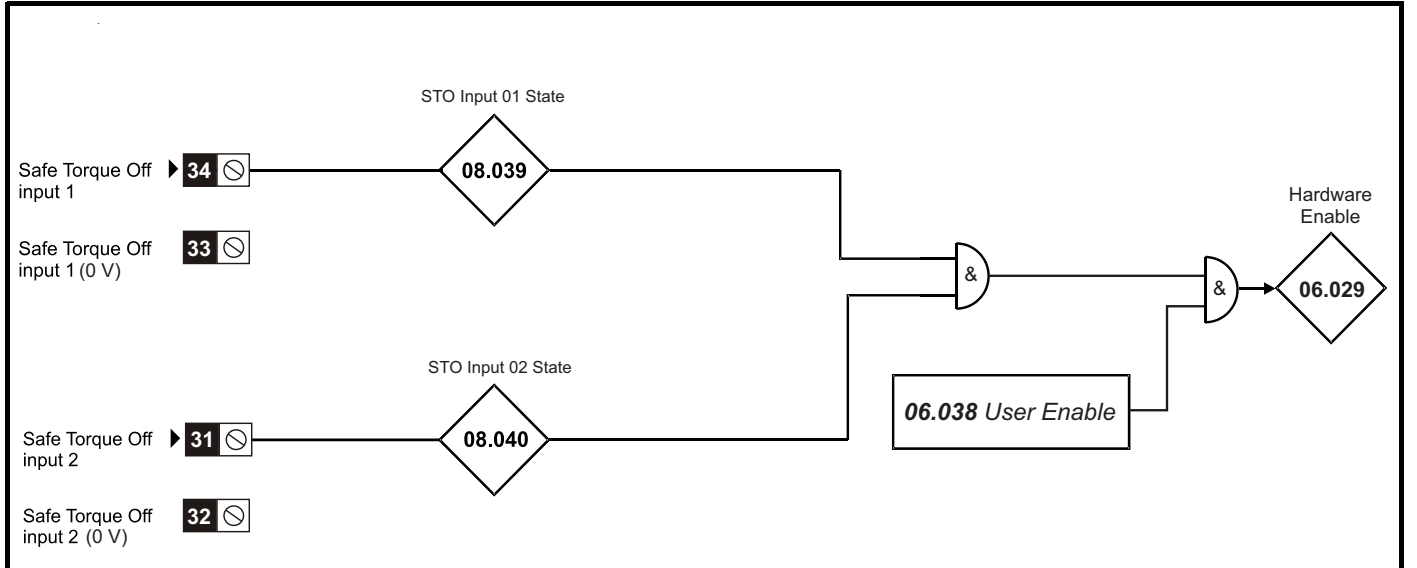 STO Input 01 State
Safe Torque Off
input 1
34
08.039
Hardware
Enable
Safe Torque Off
input 1 (0 V)
33
&
&
06.029
STO Input 02 State
06.038 User Enable
Safe Torque Off
input 2
31
08.040
Safe Torque Off
input 2 (0 V)
32